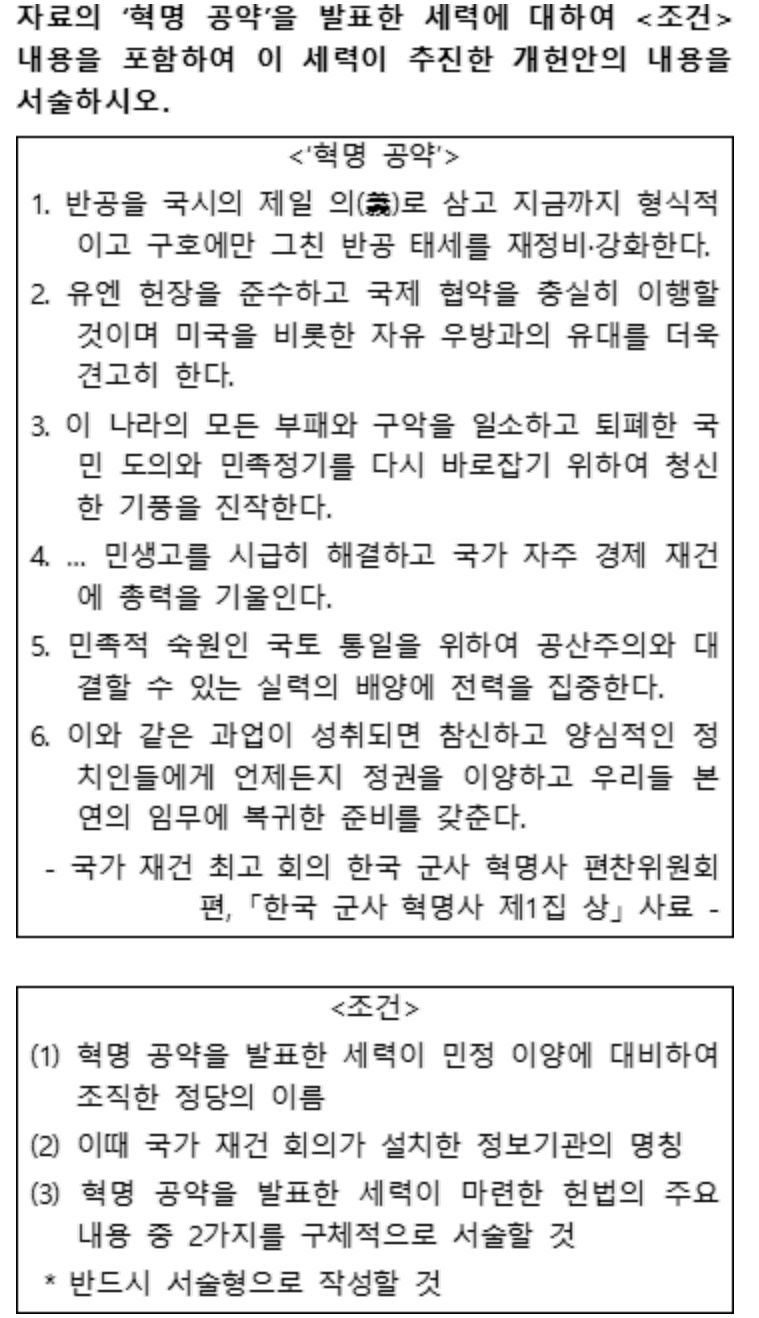 자료의 '혁명 공약'을 발표한 세력에 대하여 <조건>
내용을 포함하여 이 세력이 추진한 개헌안의 내용을
서술하시오.
<'혁명 공약'>
1. 반공을 국시의 제일 의(義)로 삼고 지금까지 형식적
이고 구호에만 그친 반공 태세를 재정비·강화한다.
2. 유엔 헌장을 준수하고 국제 협약을 충실히 이행할
것이며 미국을 비롯한 자유 우방과의 유대를 더욱
견고히 한다.
3. 이 나라의 모든 부패와 구악을 일소하고 퇴폐한 국
민 도의와 민족정기를 다시 바로잡기 위하여 청신
한 기풍을 진작한다.
4. ... 민생고를 시급히 해결하고 국가 자주 경제 재건
에 총력을 기울인다.
5. 민족적 숙원인 국토 통일을 위하여 공산주의와 대
결할 수 있는 실력의 배양에 전력을 집중한다.
6. 이와 같은 과업이 성취되면 참신하고 양심적인 정
치인들에게 언제든지 정권을 이양하고 우리들 본
연의 임무에 복귀한 준비를 갖춘다.
- 국가 재건 최고 회의 한국 군사 혁명사 편찬위원회
편, 「한국 군사 혁명사 제1집 상」 사료 -
<조건>
(1) 혁명 공약을 발표한 세력이 민정 이양에 대비하여
조직한 정당의 이름
(2) 이때 국가 재건 회의가 설치한 정보기관의 명칭
(3) 혁명 공약을 발표한 세력이 마련한 헌법의 주요
내용 중 2가지를 구체적으로 서술할 것
* 반드시 서술형으로 작성할 것